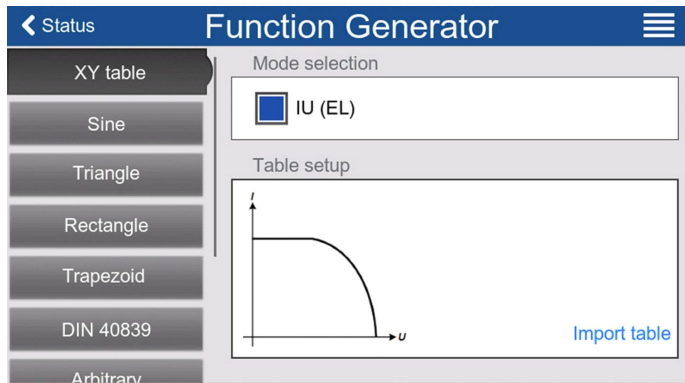 Status
Function Generator
XY table
Sine
Triangle
Rectangle
Trapezoid
DIN 40839
Arbitrary
Mode selection
IU (EL)
Table setup
I
U
Import table